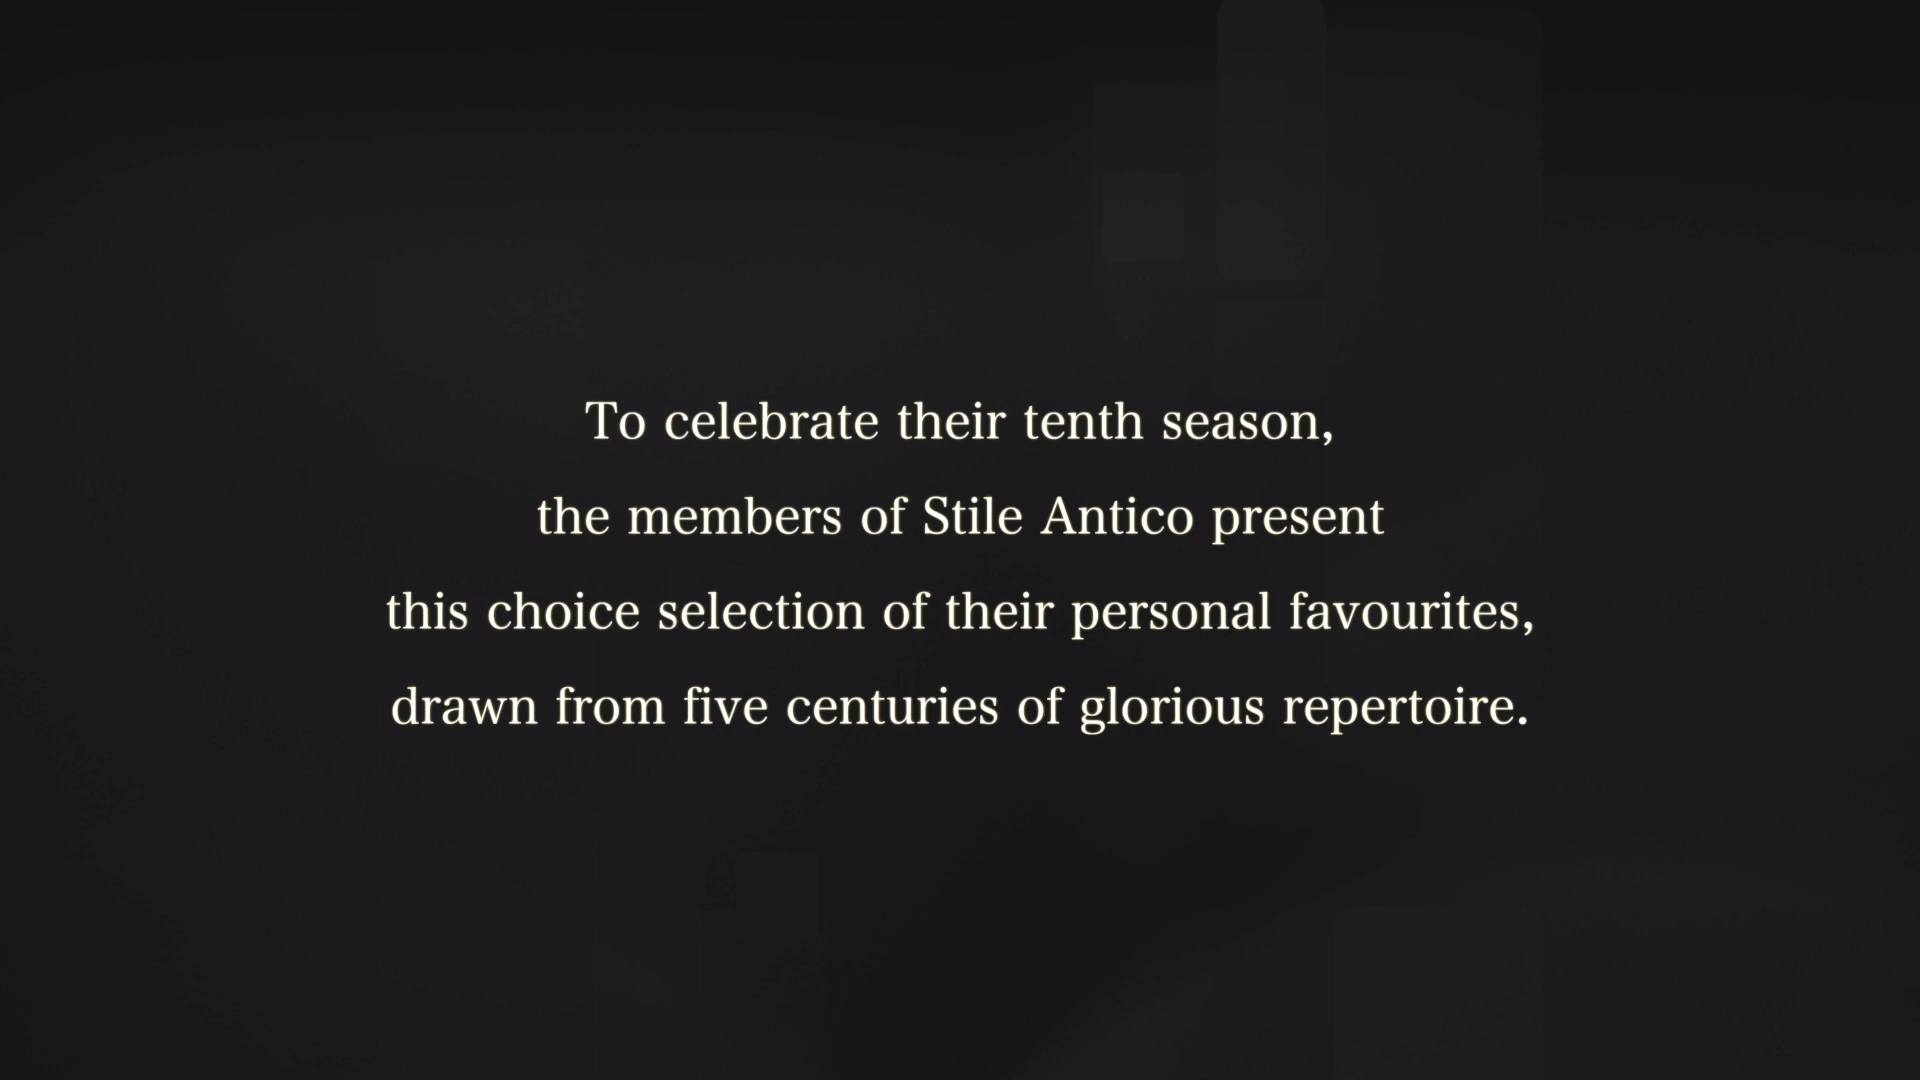 To celebrate their tenth season,
the members of Stile Antico present
this choice selection of their personal favourites,
drawn from five centuries of glorious repertoire.